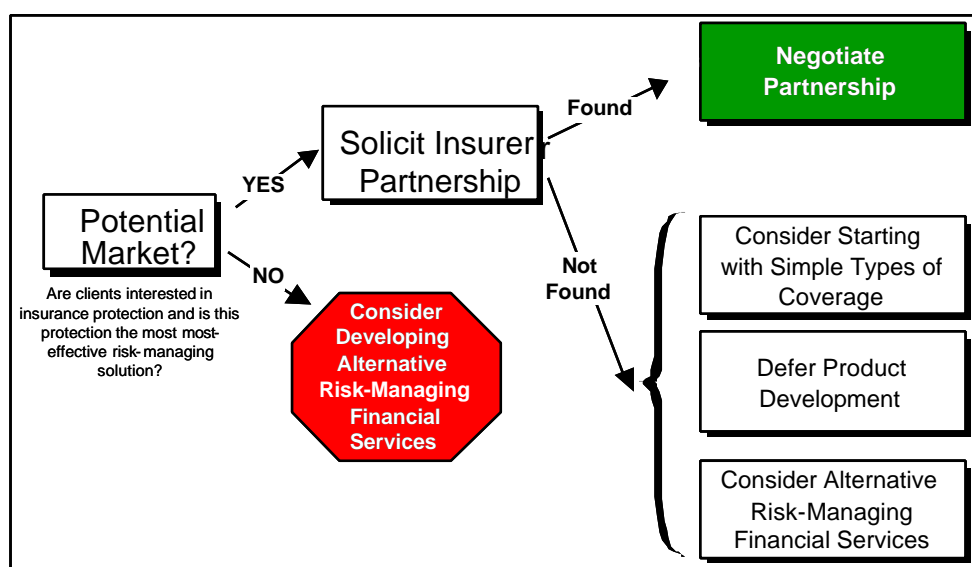 Potential
Market?
Are clients interested in
insurance protection and is this
protection the most most-
effective risk-managing
solution?
YES
NO
Solicit Insurer
Partnership
Consider
Developing
Alternative
Risk-Managing
Financial
Services
Found
Not
Found
Negotiate
Partnership
Consider Starting
with Simple Types of
Coverage
Defer Product
Development
Consider Alternative
Risk-Managing
Financial Services